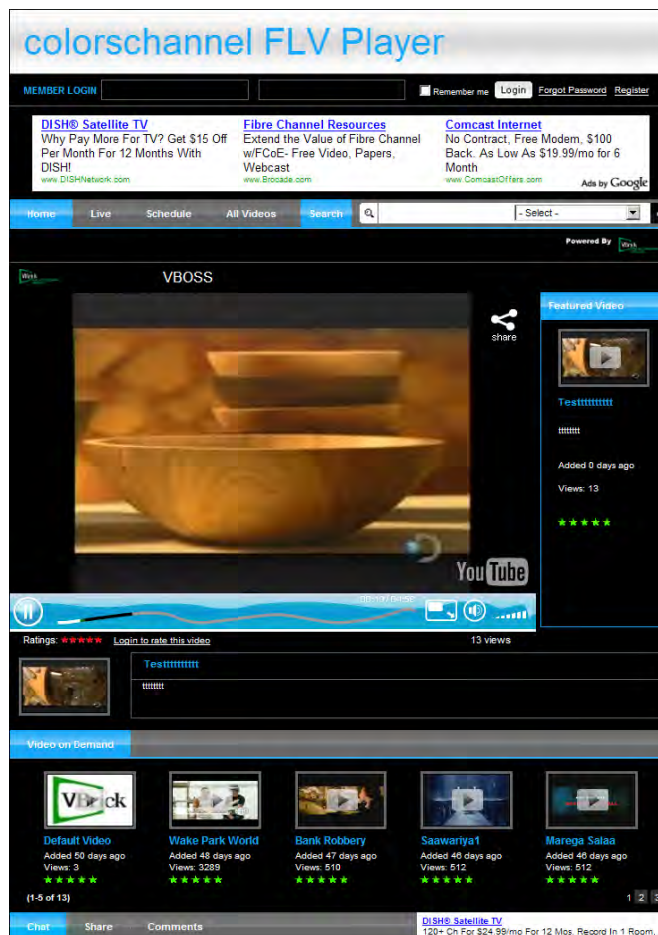 colorschannel FLV Player
MEMBER LOGIN Remember me Login Forgot Password Register
DISH® Satellite TV
Why Pay More For TV? Get $15 Off
Per Month For 12 Months With
DISH!
www.DISHNetwork.com
Fibre Channel Resources
Extend the Value of Fibre Channel
w/FCoE- Free Video, Papers,
Webcast
www.Brocade.com
Comcast Internet
No Contract, Free Modem, $100
Back. As Low As $19.99/mo for 6
Month
www.ComcastOffers.com
Ads by Google
Home Live Schedule All Videos Search - Select -
Powered By VBrick
VBrick VBOSS
share
Featured Video
Testtttttttttt
tttttttt
Added 0 days ago
Views: 13
You Tube
Ratings: Login to rate this video 13 views
Testtttttttttt
tttttttt
Video on Demand
VBrick
Default Video
Added 50 days ago
Views: 3
Wake Park World
Added 48 days ago
Views: 3289
Bank Robbery
Added 47 days ago
Views: 510
Saawariya1
Added 46 days ago
Views: 512
Marega Salaa
Added 46 days ago
Views: 512
(1-5 of 13) 1 2 3
Chat Share Comments
DISH® Satellite TV
120+ Ch For $24.99/mo For 12 Mos. Record In 1 Room,